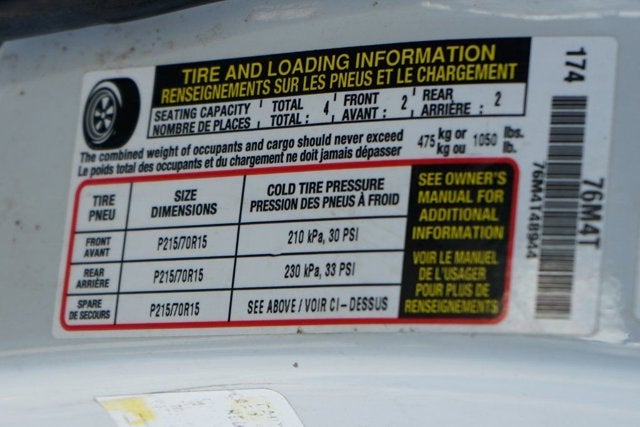 TIRE AND LOADING INFORMATION
RENSEIGNEMENTS SUR LES PNEUS ET LE CHARGEMENT
SEATING CAPACITY TOTAL 4 FRONT 2 REAR 2
NOMBRE DE PLACES TOTAL : AVANT : ARRIÈRE :
The combined weight of occupants and cargo should never exceed 475 kg or 1050 lbs.
Le poids total des occupants et du chargement ne doit jamais dépasser kg ou lb.
TIRE SIZE COLD TIRE PRESSURE
PNEU DIMENSIONS PRESSION DES PNEUS À FROID
FRONT
AVANT P215/70R15 210 kPa, 30 PSI
REAR
ARRIÈRE P215/70R15 230 kPa, 33 PSI
SPARE
DE SECOURS P215/70R15 SEE ABOVE / VOIR CI-DESSUS
SEE OWNER'S
MANUAL FOR
ADDITIONAL
INFORMATION
VOIR LE MANUEL
DE L'USAGER
POUR PLUS DE
RENSEIGNEMENTS
174 76M4T
76M4148944